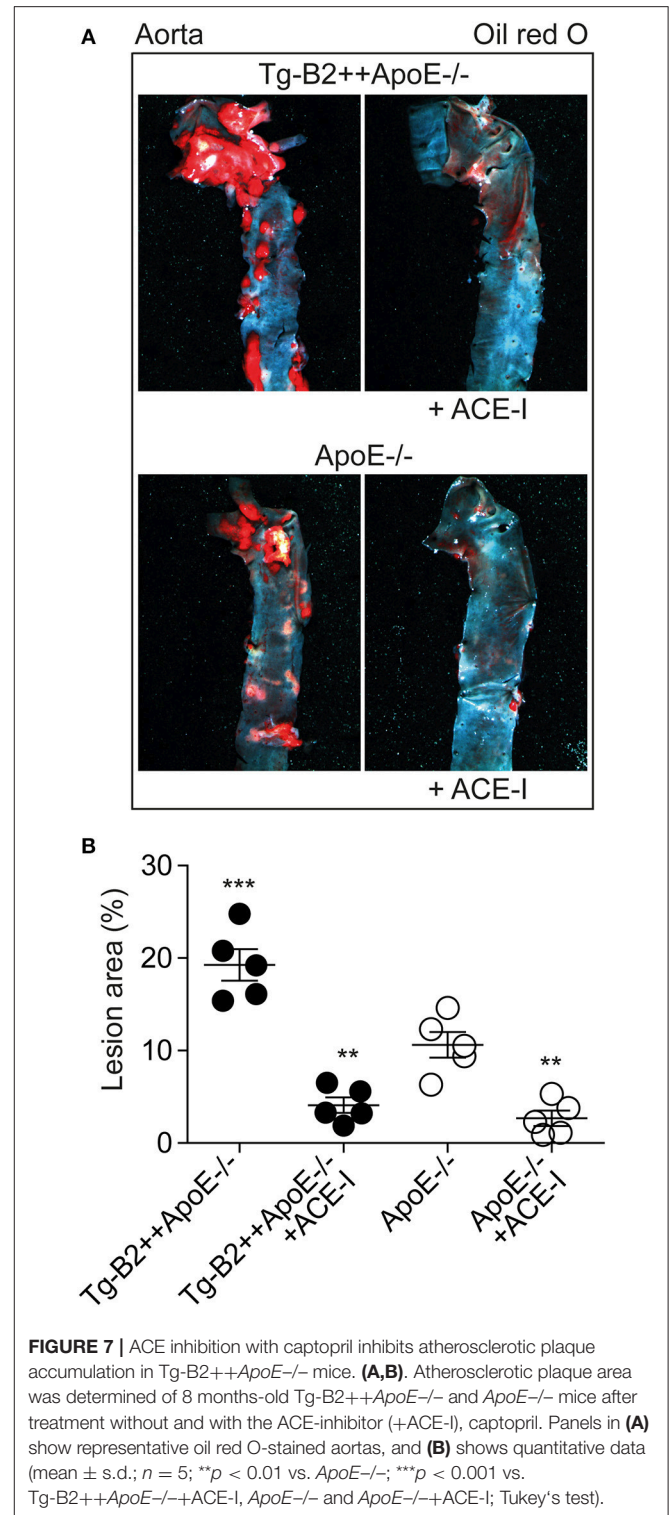 A Aorta Oil red O
Tg-B2++ApoE-/-
+ ACE-I
ApoE-/-
+ ACE-I
B
Lesion area (%)
30
20
10
0
*** ** **
Tg-B2++ApoE-/-
Tg-B2++ApoE-/-
+ACE-I
ApoE-/-
ApoE-/-
+ACE-I
FIGURE 7 | ACE inhibition with captopril inhibits atherosclerotic plaque
accumulation in Tg-B2++ApoE–/– mice. (A,B). Atherosclerotic plaque area
was determined of 8 months-old Tg-B2++ApoE–/– and ApoE–/– mice after
treatment without and with the ACE-inhibitor (+ACE-I), captopril. Panels in (A)
show representative oil red O-stained aortas, and (B) shows quantitative data
(mean ± s.d.; n = 5; **p < 0.01 vs. ApoE–/–; ***p < 0.001 vs.
Tg-B2++ApoE–/–+ACE-I, ApoE–/– and ApoE–/–+ACE-I; Tukey‘s test).